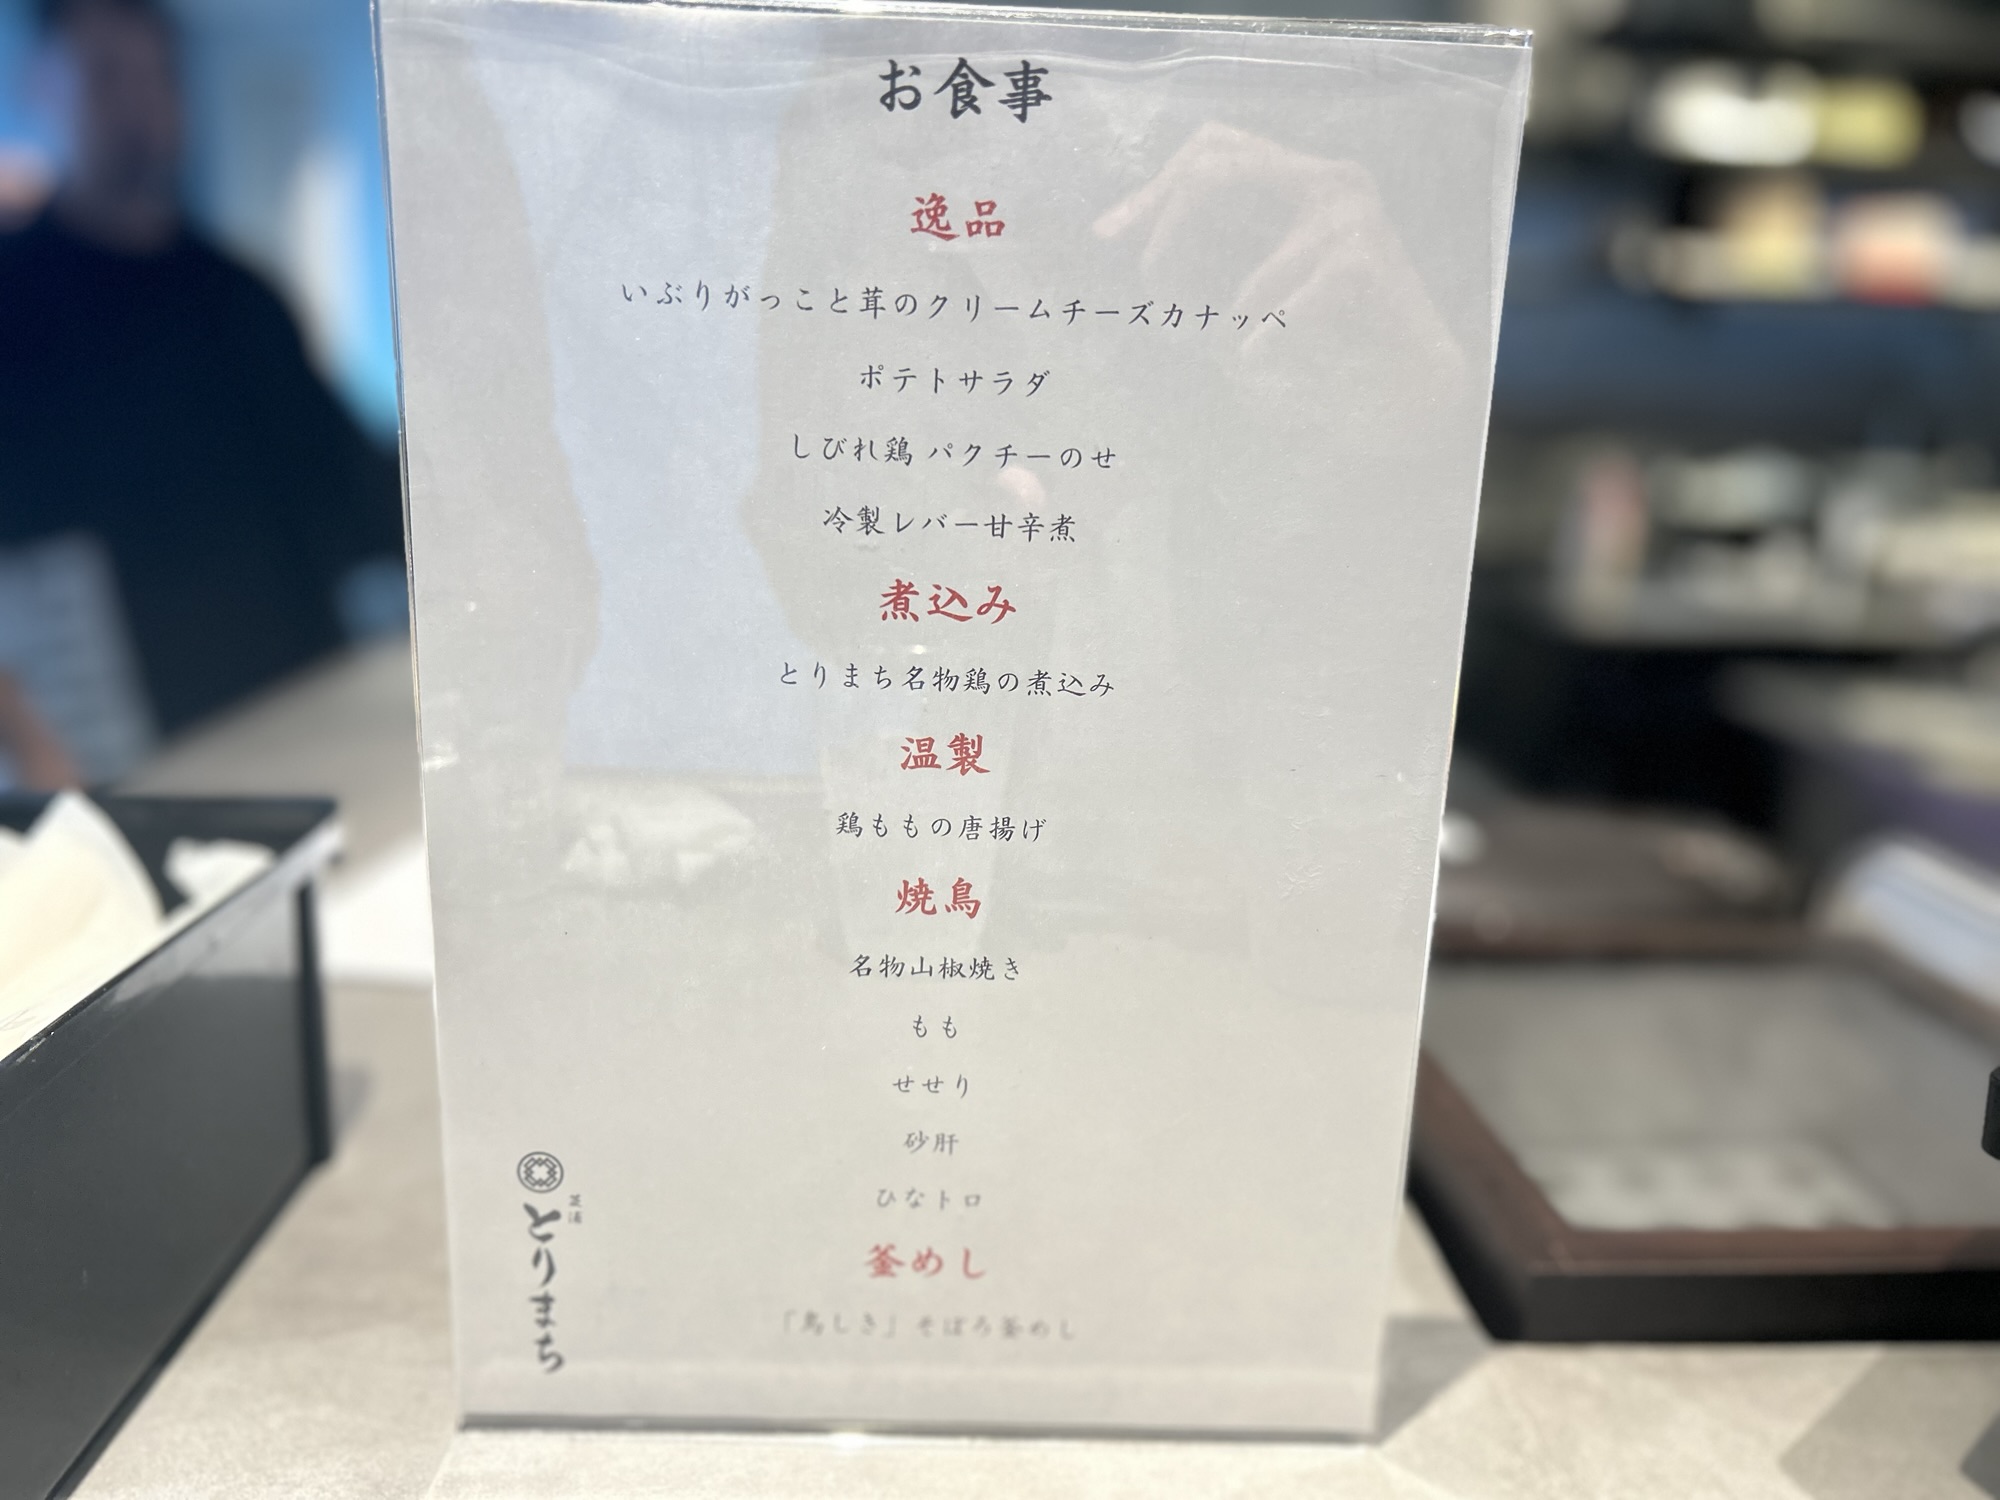 お食事
逸品
いぶりがっこと茸のクリームチーズカナッペ
ポテトサラダ
しびれ鶏 パクチーのせ
冷製レバー甘辛煮
煮込み
とりまち名物鶏の煮込み
温製
鶏ももの唐揚げ
焼鳥
名物山椒焼き
もも
せせり
砂肝
ひなトロ
釜めし
「鳥しき」そぼろ釜めし
芝浦
とりまち